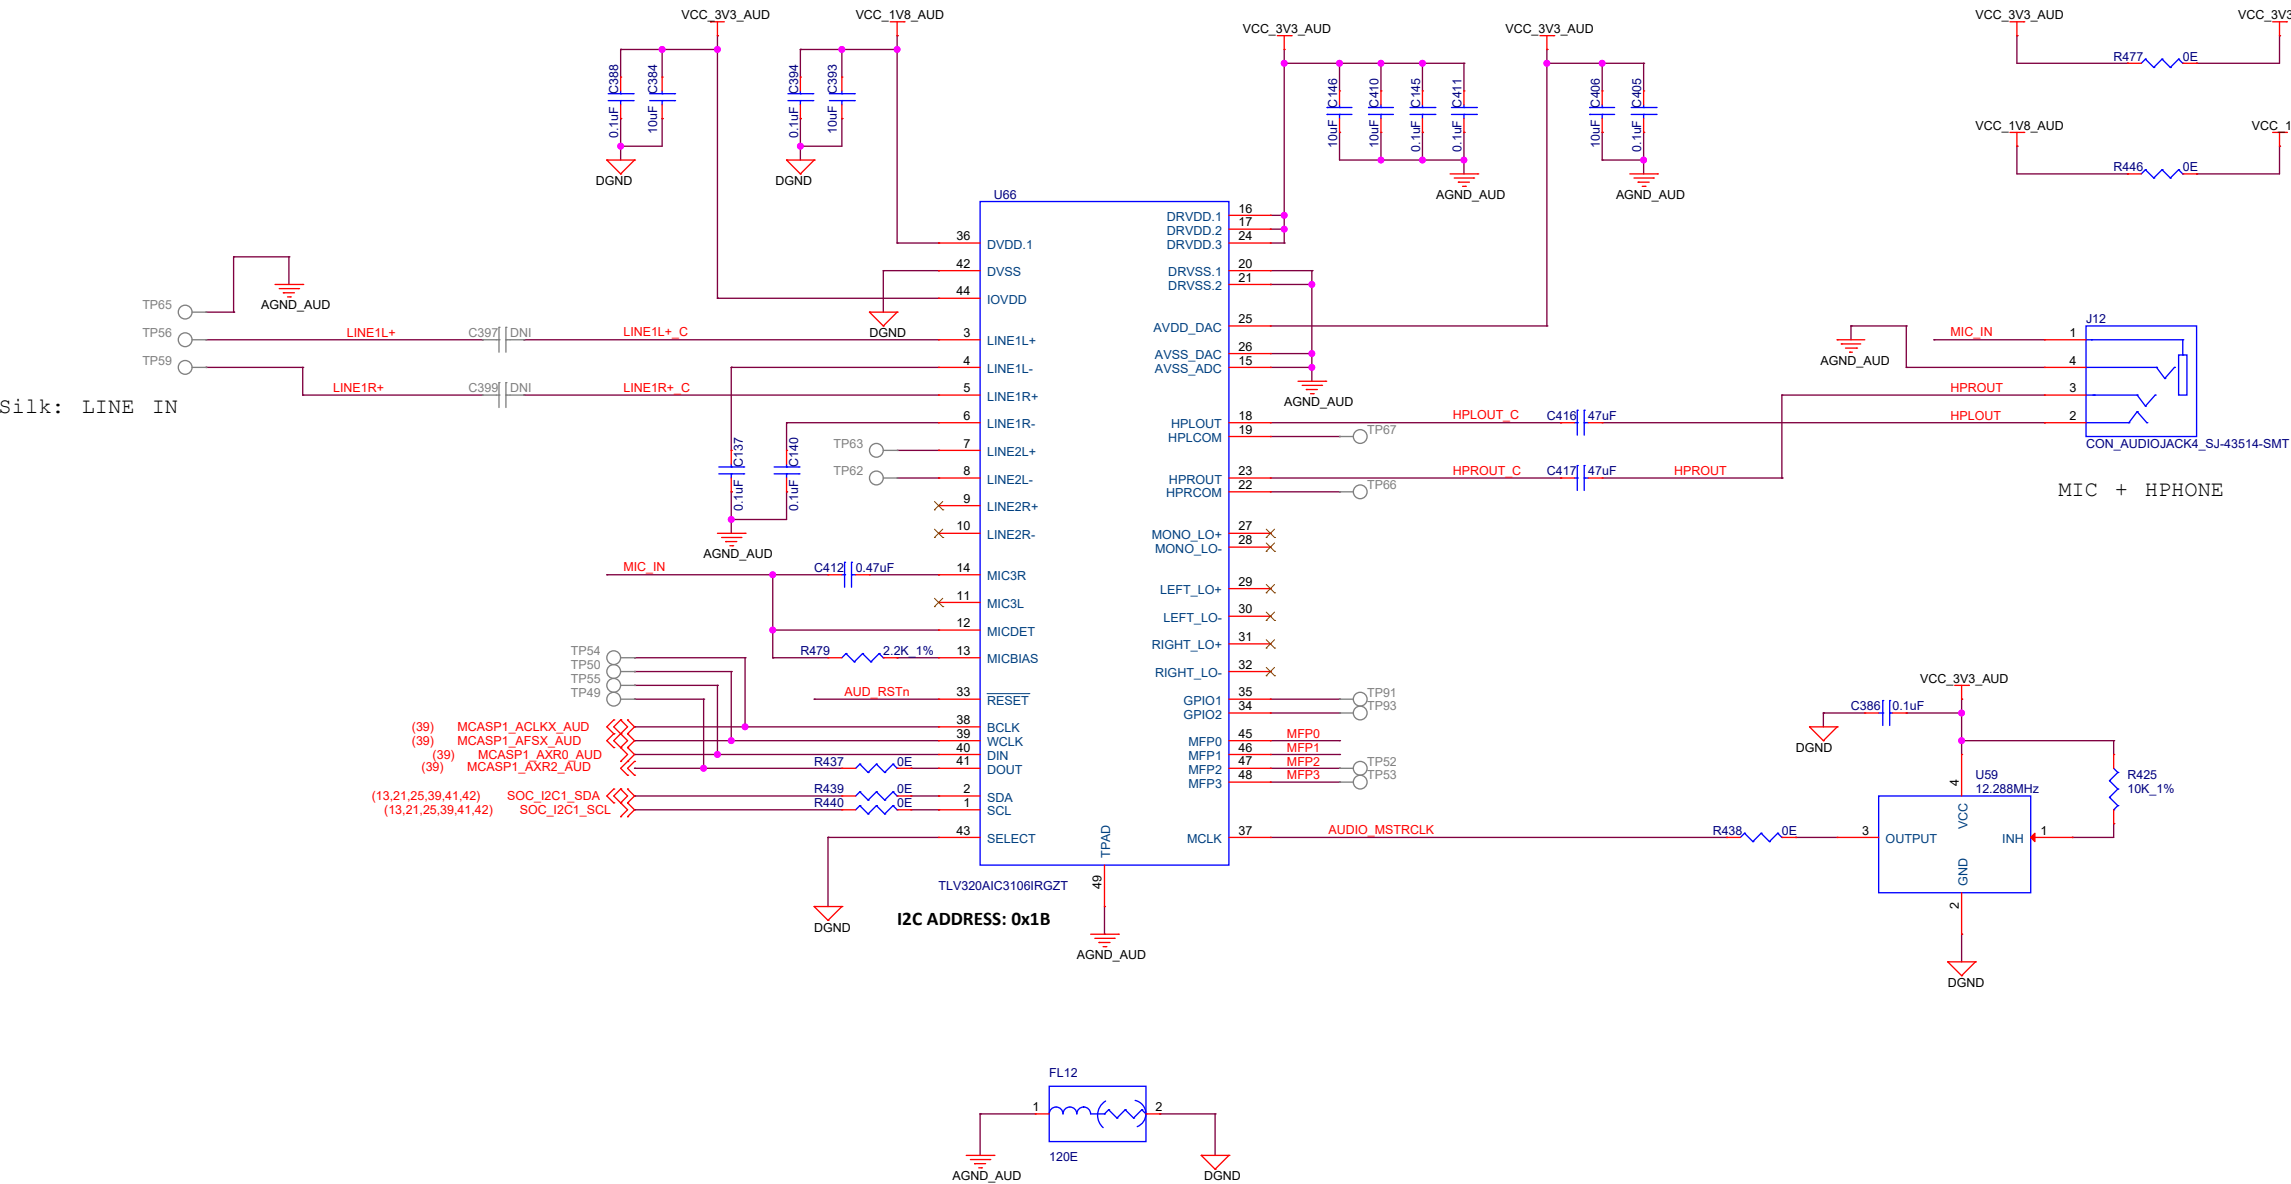 VCC_3V3_AUD
VCC_1V8_AUD
VCC_3V3_AUD
VCC_3V3_AUD
VCC_3V3_AUD
VCC_3V3
R477 0E
C388 0.1uF
C384 10uF
C394 0.1uF
C393 10uF
C146 10uF
C410 10uF
C145 0.1uF
C411 0.1uF
C406 10uF
C405 0.1uF
VCC_1V8_AUD
VCC_1
R446 0E
DGND
DGND
AGND_AUD
AGND_AUD
U66
36 DVDD.1
42 DVSS
44 IOVDD
3 LINE1L+
4 LINE1L-
5 LINE1R+
6 LINE1R-
7 LINE2L+
8 LINE2L-
9 LINE2R+
10 LINE2R-
14 MIC3R
11 MIC3L
12 MICDET
13 MICBIAS
33 RESET
38 BCLK
39 WCLK
40 DIN
41 DOUT
2 SDA
1 SCL
43 SELECT
DRVDD.1 16
DRVDD.2 17
DRVDD.3 24
DRVSS.1 20
DRVSS.2 21
AVDD_DAC 25
AVSS_DAC 26
AVSS_ADC 15
HPLOUT 18
HPLCOM 19
HPROUT 23
HPRCOM 22
MONO_LO+ 27
MONO_LO- 28
LEFT_LO+ 29
LEFT_LO- 30
RIGHT_LO+ 31
RIGHT_LO- 32
GPIO1 35
GPIO2 34
MFP0 45 MFP0
MFP1 46 MFP1
MFP2 47 MFP2
MFP3 48 MFP3
MCLK 37
TPAD 49
TLV320AIC3106IRGZT
I2C ADDRESS: 0x1B
AGND_AUD
DGND
TP65
AGND_AUD
TP56 LINE1L+ C397 DNI LINE1L+_C
TP59 LINE1R+ C399 DNI LINE1R+_C
Silk: LINE IN
DGND
C137 0.1uF
C140 0.1uF
AGND_AUD
TP63
TP62
MIC_IN C412 0.47uF
R479 2.2K_1%
TP54
TP50
TP55
TP49
AUD_RSTn
(39) MCASP1_ACLKX_AUD
(39) MCASP1_AFSX_AUD
(39) MCASP1_AXR0_AUD
(39) MCASP1_AXR2_AUD R437 0E
(13,21,25,39,41,42) SOC_I2C1_SDA R439 0E
(13,21,25,39,41,42) SOC_I2C1_SCL R440 0E
AGND_AUD
HPLOUT_C C416 47uF
TP67
HPROUT_C C417 47uF HPROUT
TP66
TP91
TP93
TP52
TP53
AUDIO_MSTRCLK R438 0E
J12
MIC_IN 1
AGND_AUD 4
HPROUT 3
HPLOUT 2
CON_AUDIOJACK4_SJ-43514-SMT
MIC + HPHONE
VCC_3V3_AUD
C386 0.1uF
DGND
U59
12.288MHz
R425
10K_1%
4 VCC
3 OUTPUT
INH 1
GND 2
DGND
FL12
1 2
120E
AGND_AUD
DGND